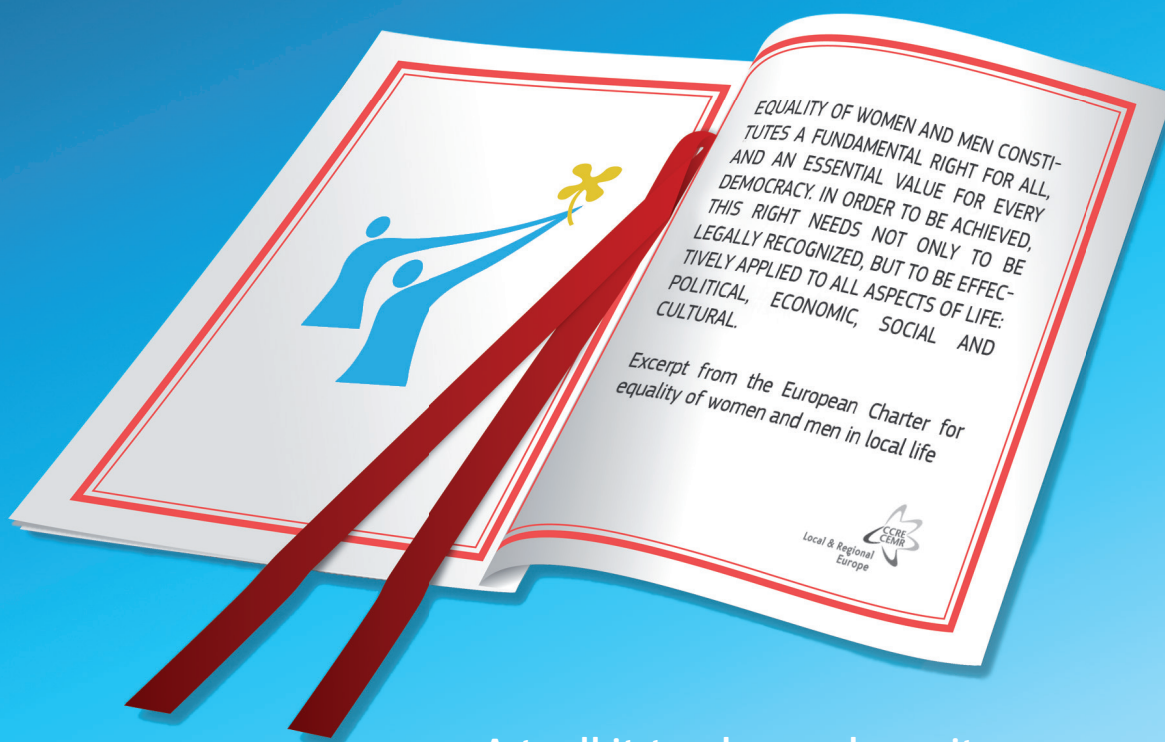 EQUALITY OF WOMEN AND MEN CONSTI-
TUTES A FUNDAMENTAL RIGHT FOR ALL,
AND AN ESSENTIAL VALUE FOR EVERY
DEMOCRACY. IN ORDER TO BE ACHIEVED,
THIS RIGHT NEEDS NOT ONLY TO BE
LEGALLY RECOGNIZED, BUT TO BE EFFEC-
TIVELY APPLIED TO ALL ASPECTS OF LIFE:
POLITICAL, ECONOMIC, SOCIAL AND
CULTURAL.
Excerpt from the European Charter for
equality of women and men in local life
CCRE
CEMR
Local & Regional
Europe